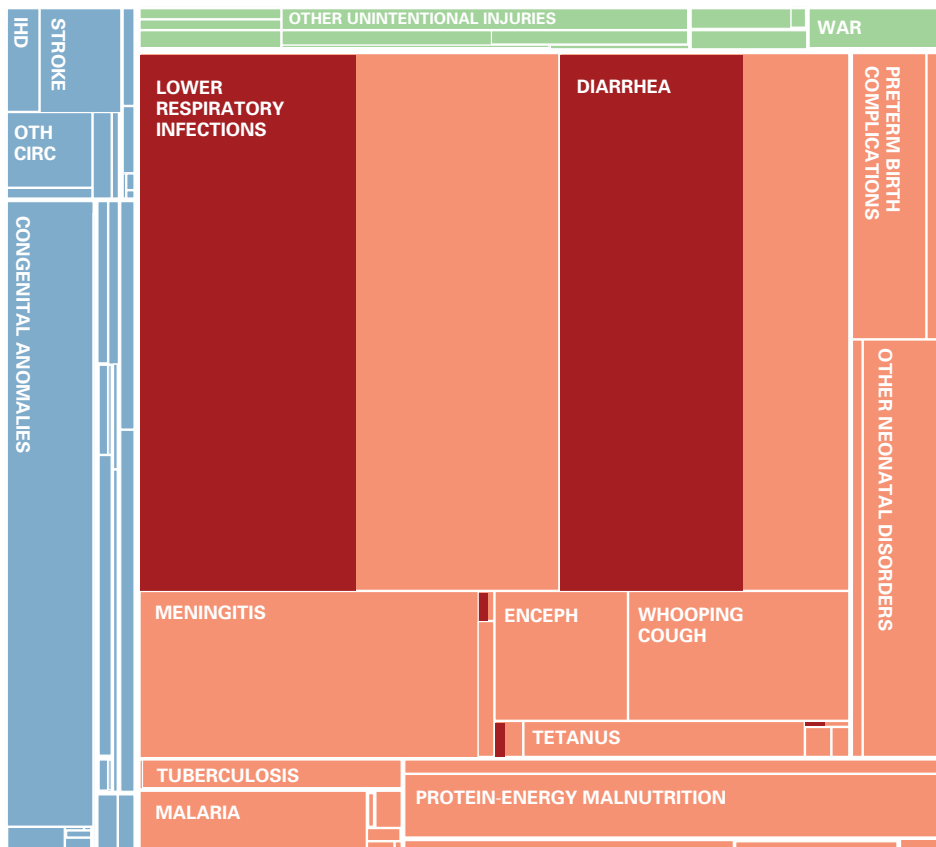 IHD
STROKE
OTHER UNINTENTIONAL INJURIES
WAR
LOWER
RESPIRATORY
INFECTIONS
DIARRHEA
PRETERM BIRTH
COMPLICATIONS
OTH
CIRC
CONGENITAL ANOMALIES
OTHER NEONATAL DISORDERS
MENINGITIS
ENCEPH
WHOOPING
COUGH
TETANUS
TUBERCULOSIS
MALARIA
PROTEIN-ENERGY MALNUTRITION